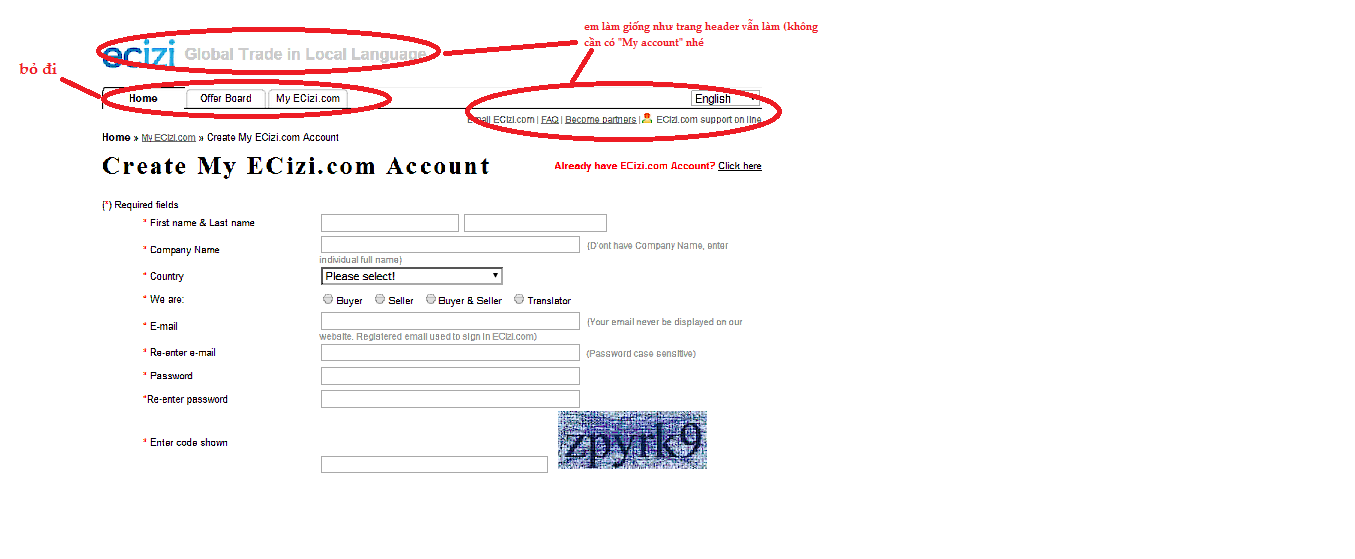 em làm giống như trang header vẫn làm (không
cần có "My account" nhé
ecizi Global Trade in Local Language
bỏ đi
Home Offer Board My ECizi.com English
Email ECizi.com | FAQ | Become partners | ECizi.com support on line
Home » My ECizi.com » Create My ECizi.com Account
Create My ECizi.com Account Already have ECizi.com Account? Click here
(*) Required fields
* First name & Last name
* Company Name (D'ont have Company Name, enter
individual full name)
* Country Please select!
* We are: Buyer Seller Buyer & Seller Translator
* E-mail (Your email never be displayed on our
website. Registered email used to sign in ECizi.com)
* Re-enter e-mail (Password case sensitive)
* Password
*Re-enter password
* Enter code shown zpyrk9